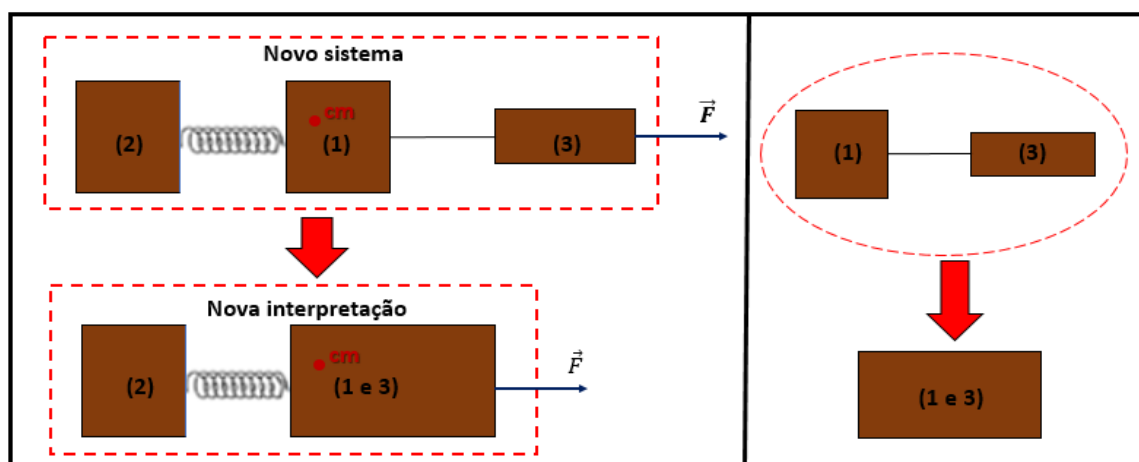 Novo sistema
cm
(2) (1) (3)
F⃗
Nova interpretação
cm
(2) (1 e 3)
F⃗
(1) (3)
(1 e 3)